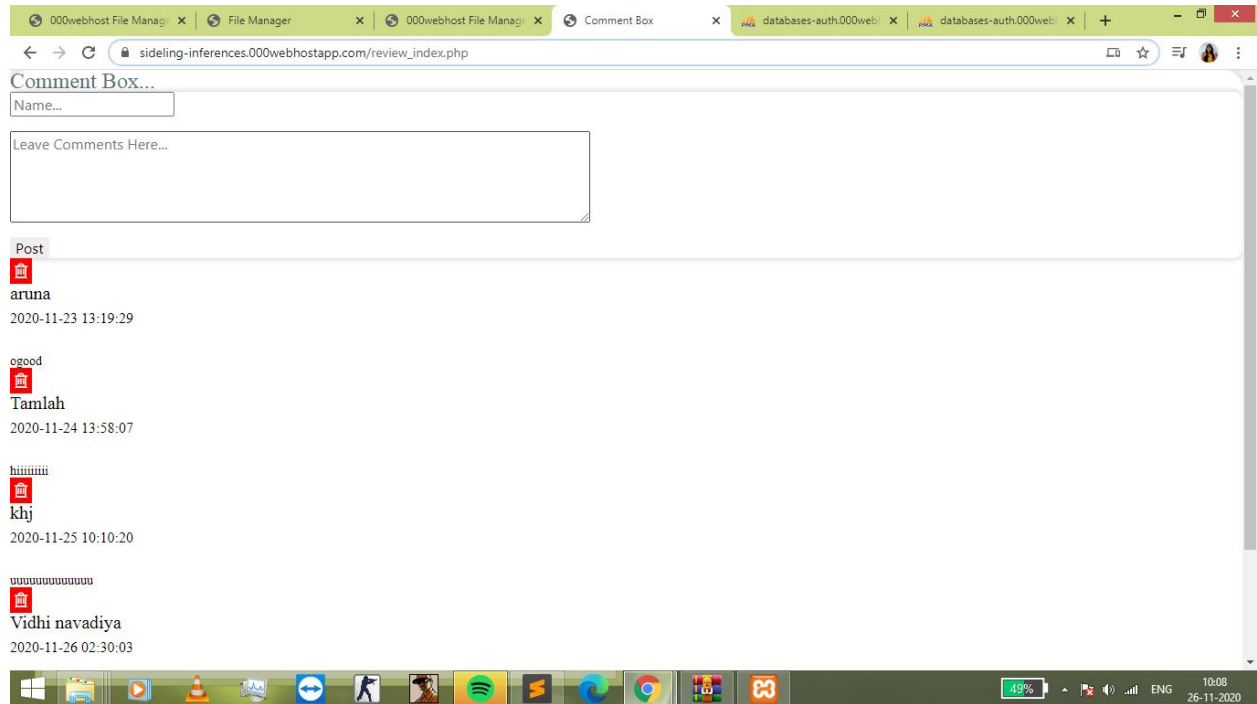 000webhost File Manage
File Manager
000webhost File Manage
Comment Box
databases-auth.000web
databases-auth.000web
sideling-inferences.000webhostapp.com/review_index.php
Comment Box...
Name...
Leave Comments Here...
Post
aruna
2020-11-23 13:19:29
ogood
Tamlah
2020-11-24 13:58:07
hiiiiiiiii
khj
2020-11-25 10:10:20
uuuuuuuuuuuuu
Vidhi navadiya
2020-11-26 02:30:03
49%
ENG
10:08
26-11-2020